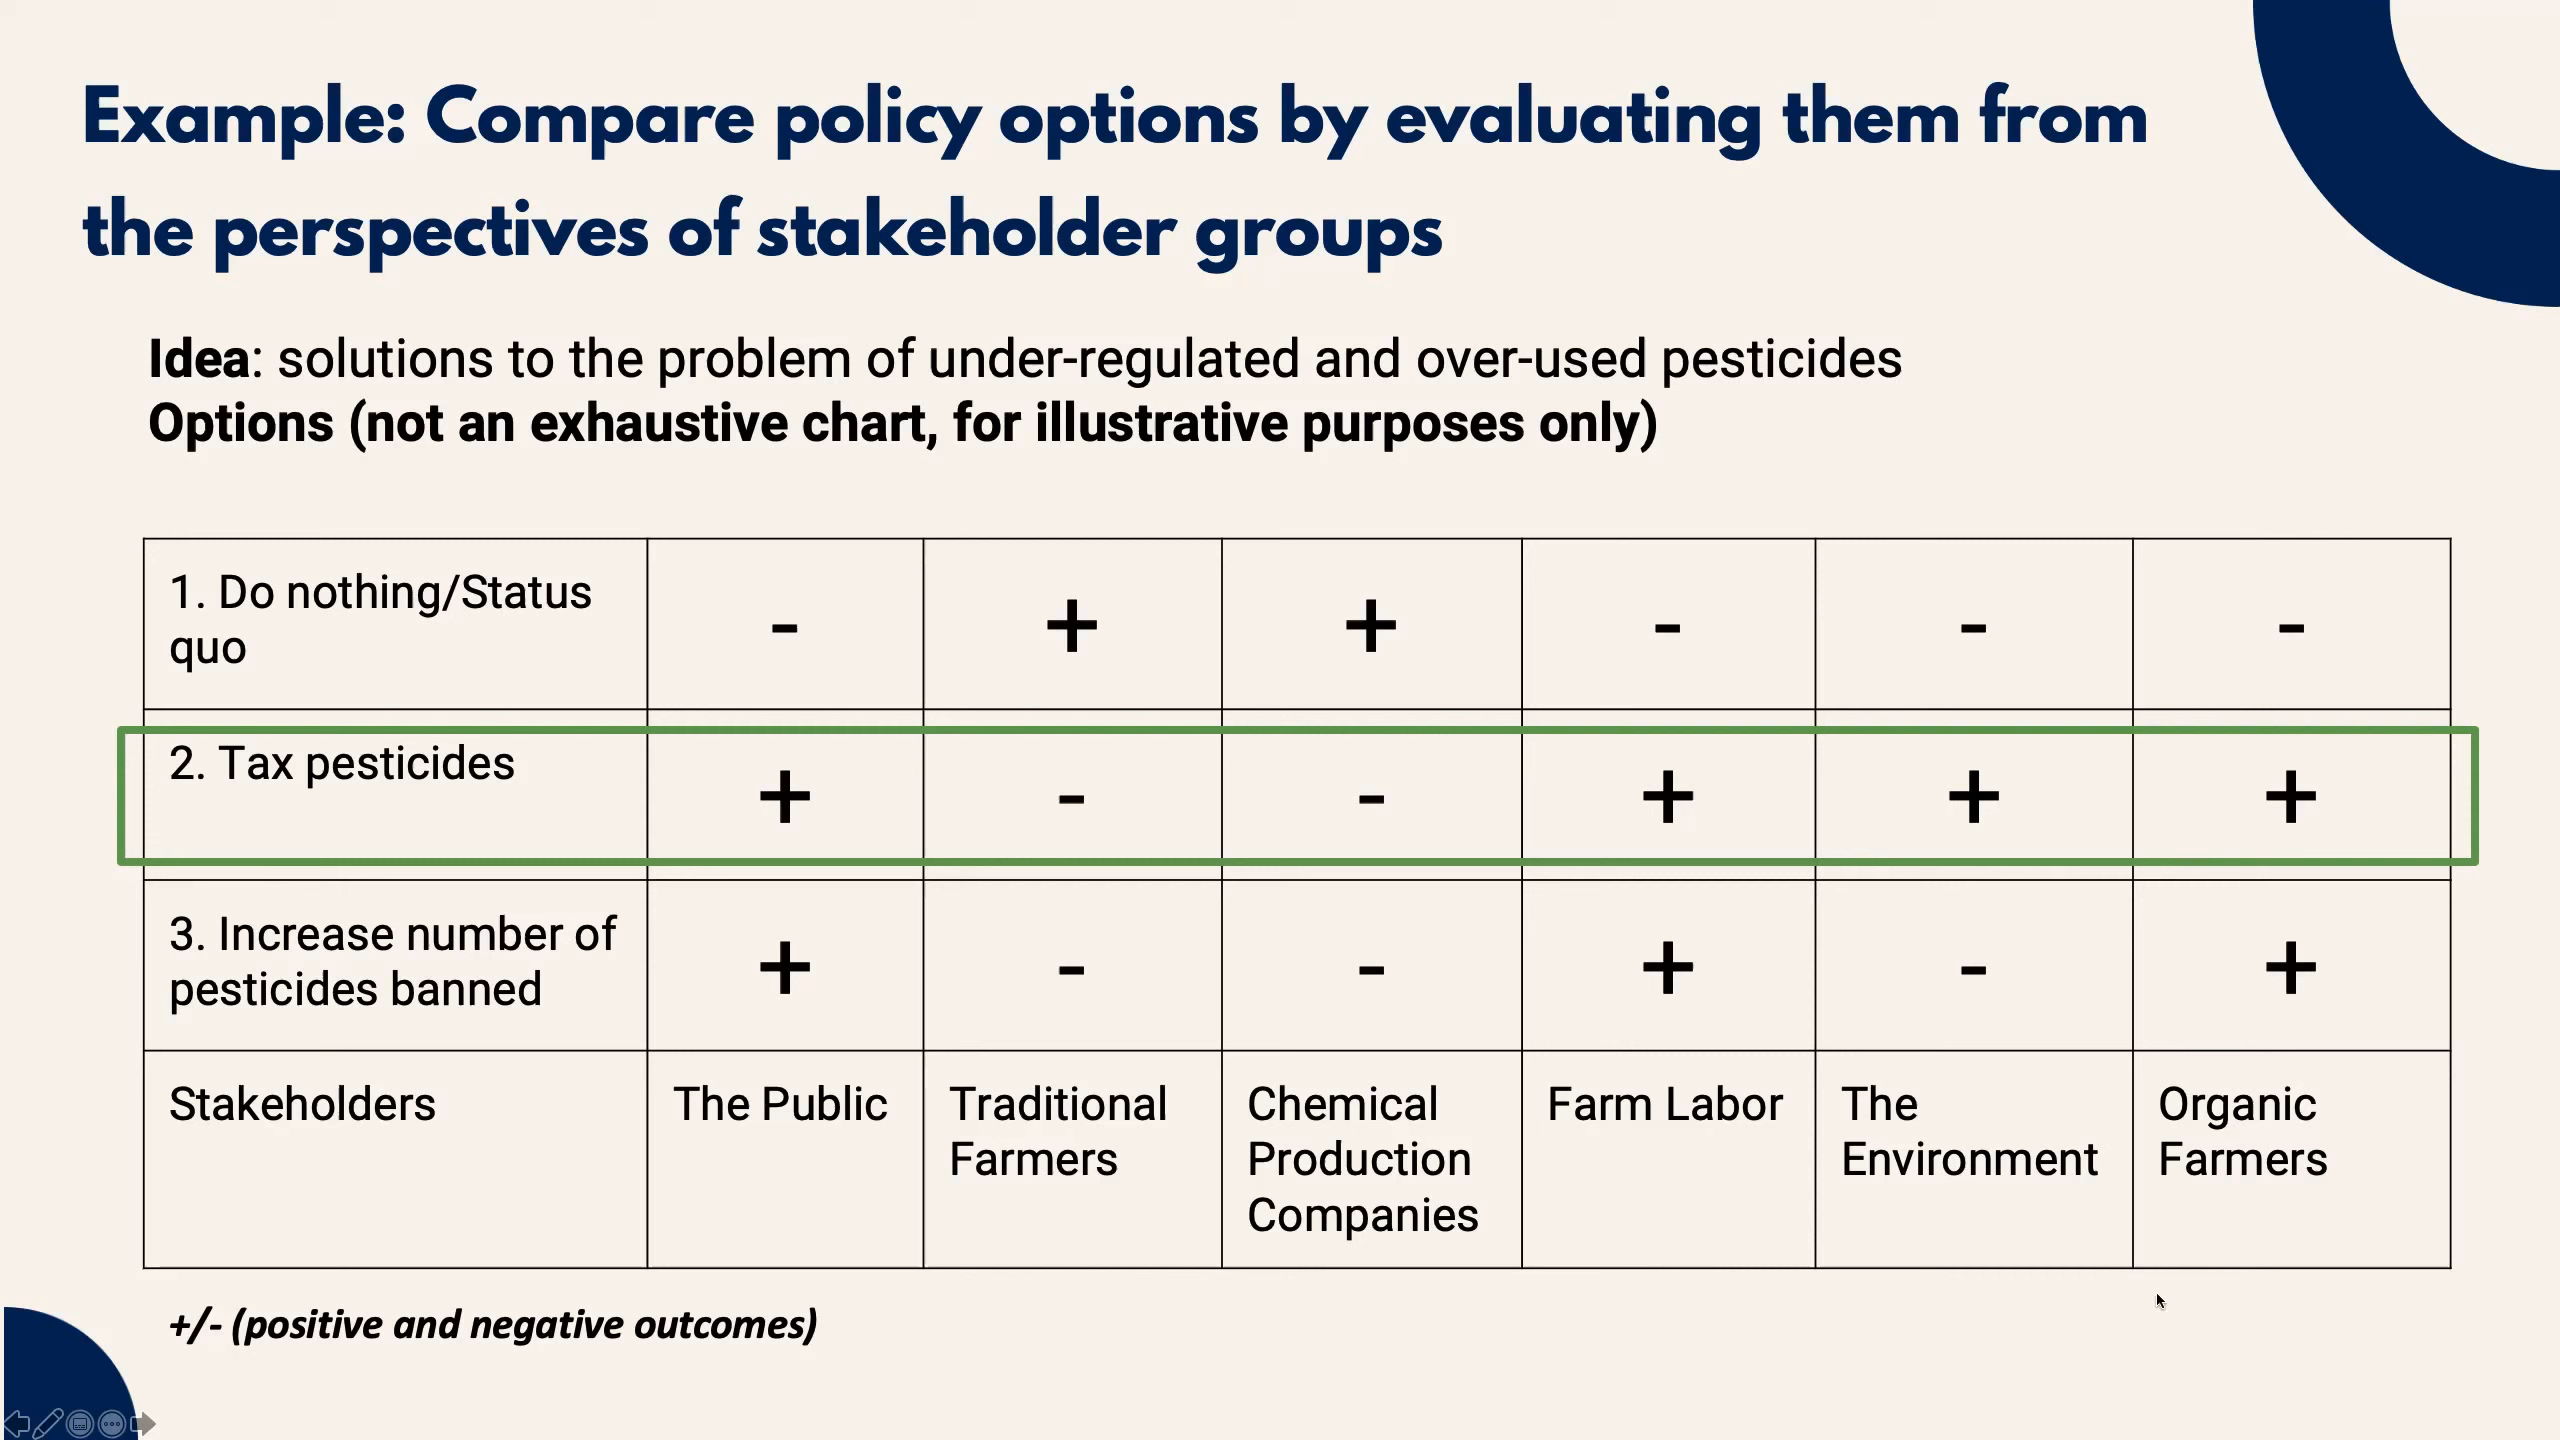 Example: Compare policy options by evaluating them from
the perspectives of stakeholder groups
Idea: solutions to the problem of under-regulated and over-used pesticides
Options (not an exhaustive chart, for illustrative purposes only)
1. Do nothing/Status
quo
- + + - - -
2. Tax pesticides
+ - - + + +
3. Increase number of
pesticides banned
+ - - + - +
Stakeholders
The Public
Traditional
Farmers
Chemical
Production
Companies
Farm Labor
The
Environment
Organic
Farmers
+/- (positive and negative outcomes)